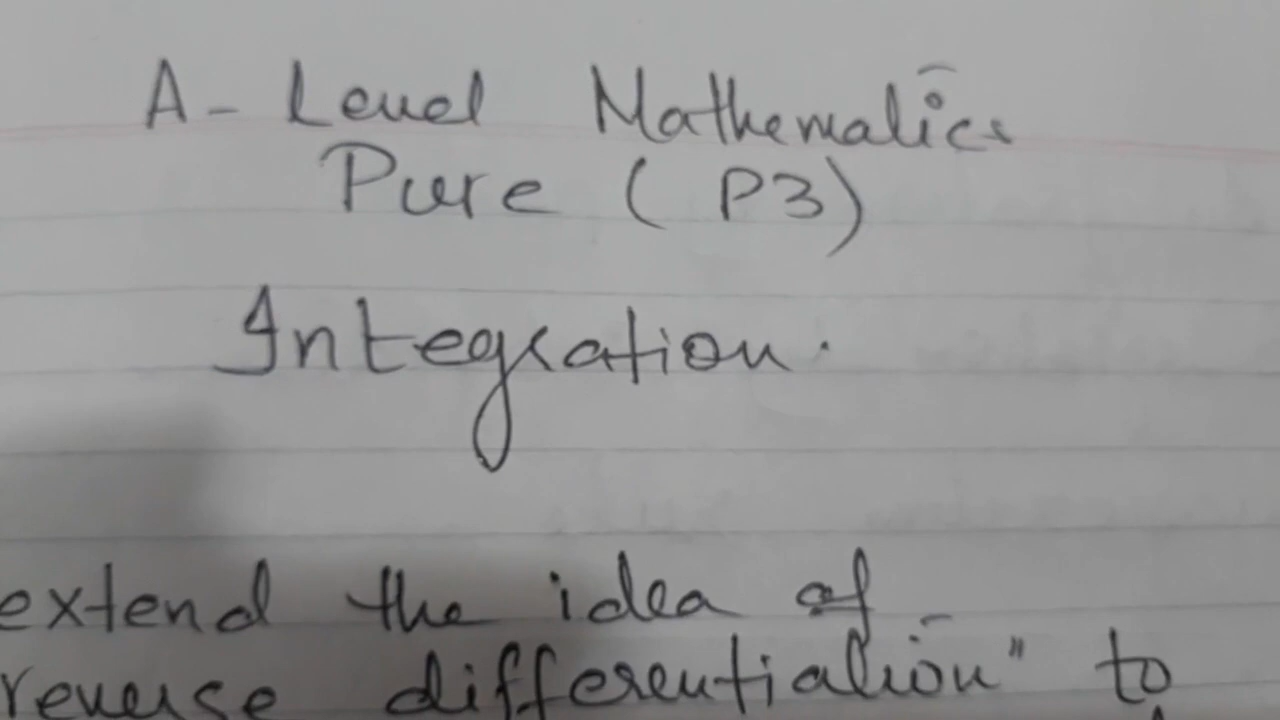 A- Level Mathematics
Pure (P3)
Integration.
extend the idea of
reverse differentiation" to